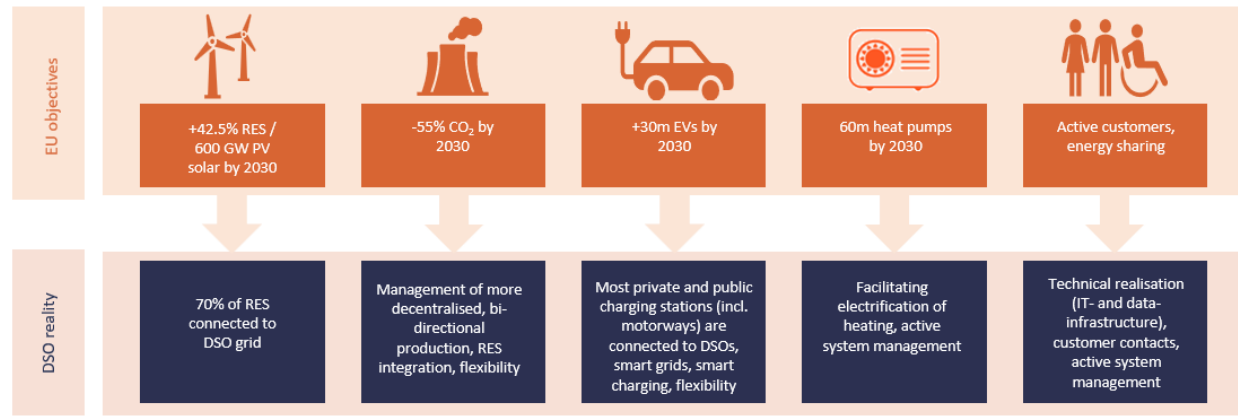 EU objectives
+42.5% RES /
600 GW PV
solar by 2030
-55% CO₂ by
2030
+30m EVs by
2030
60m heat pumps
by 2030
Active customers,
energy sharing
DSO reality
70% of RES
connected to
DSO grid
Management of more
decentralised, bi-
directional
production, RES
integration, flexibility
Most private and public
charging stations (incl.
motorways) are
connected to DSOs,
smart grids, smart
charging, flexibility
Facilitating
electrification of
heating, active
system management
Technical realisation
(IT- and data-
infrastructure),
customer contacts,
active system
management